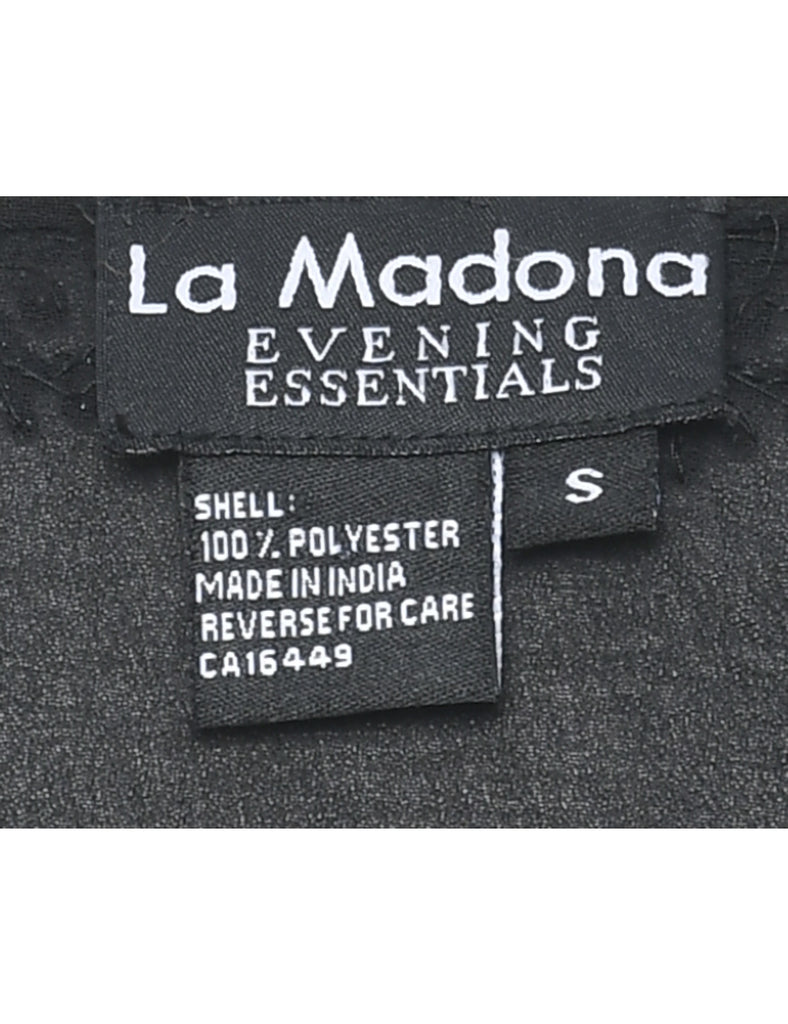 La Madona
EVENING
ESSENTIALS
S
SHELL:
100% POLYESTER
MADE IN INDIA
REVERSE FOR CARE
CA16449